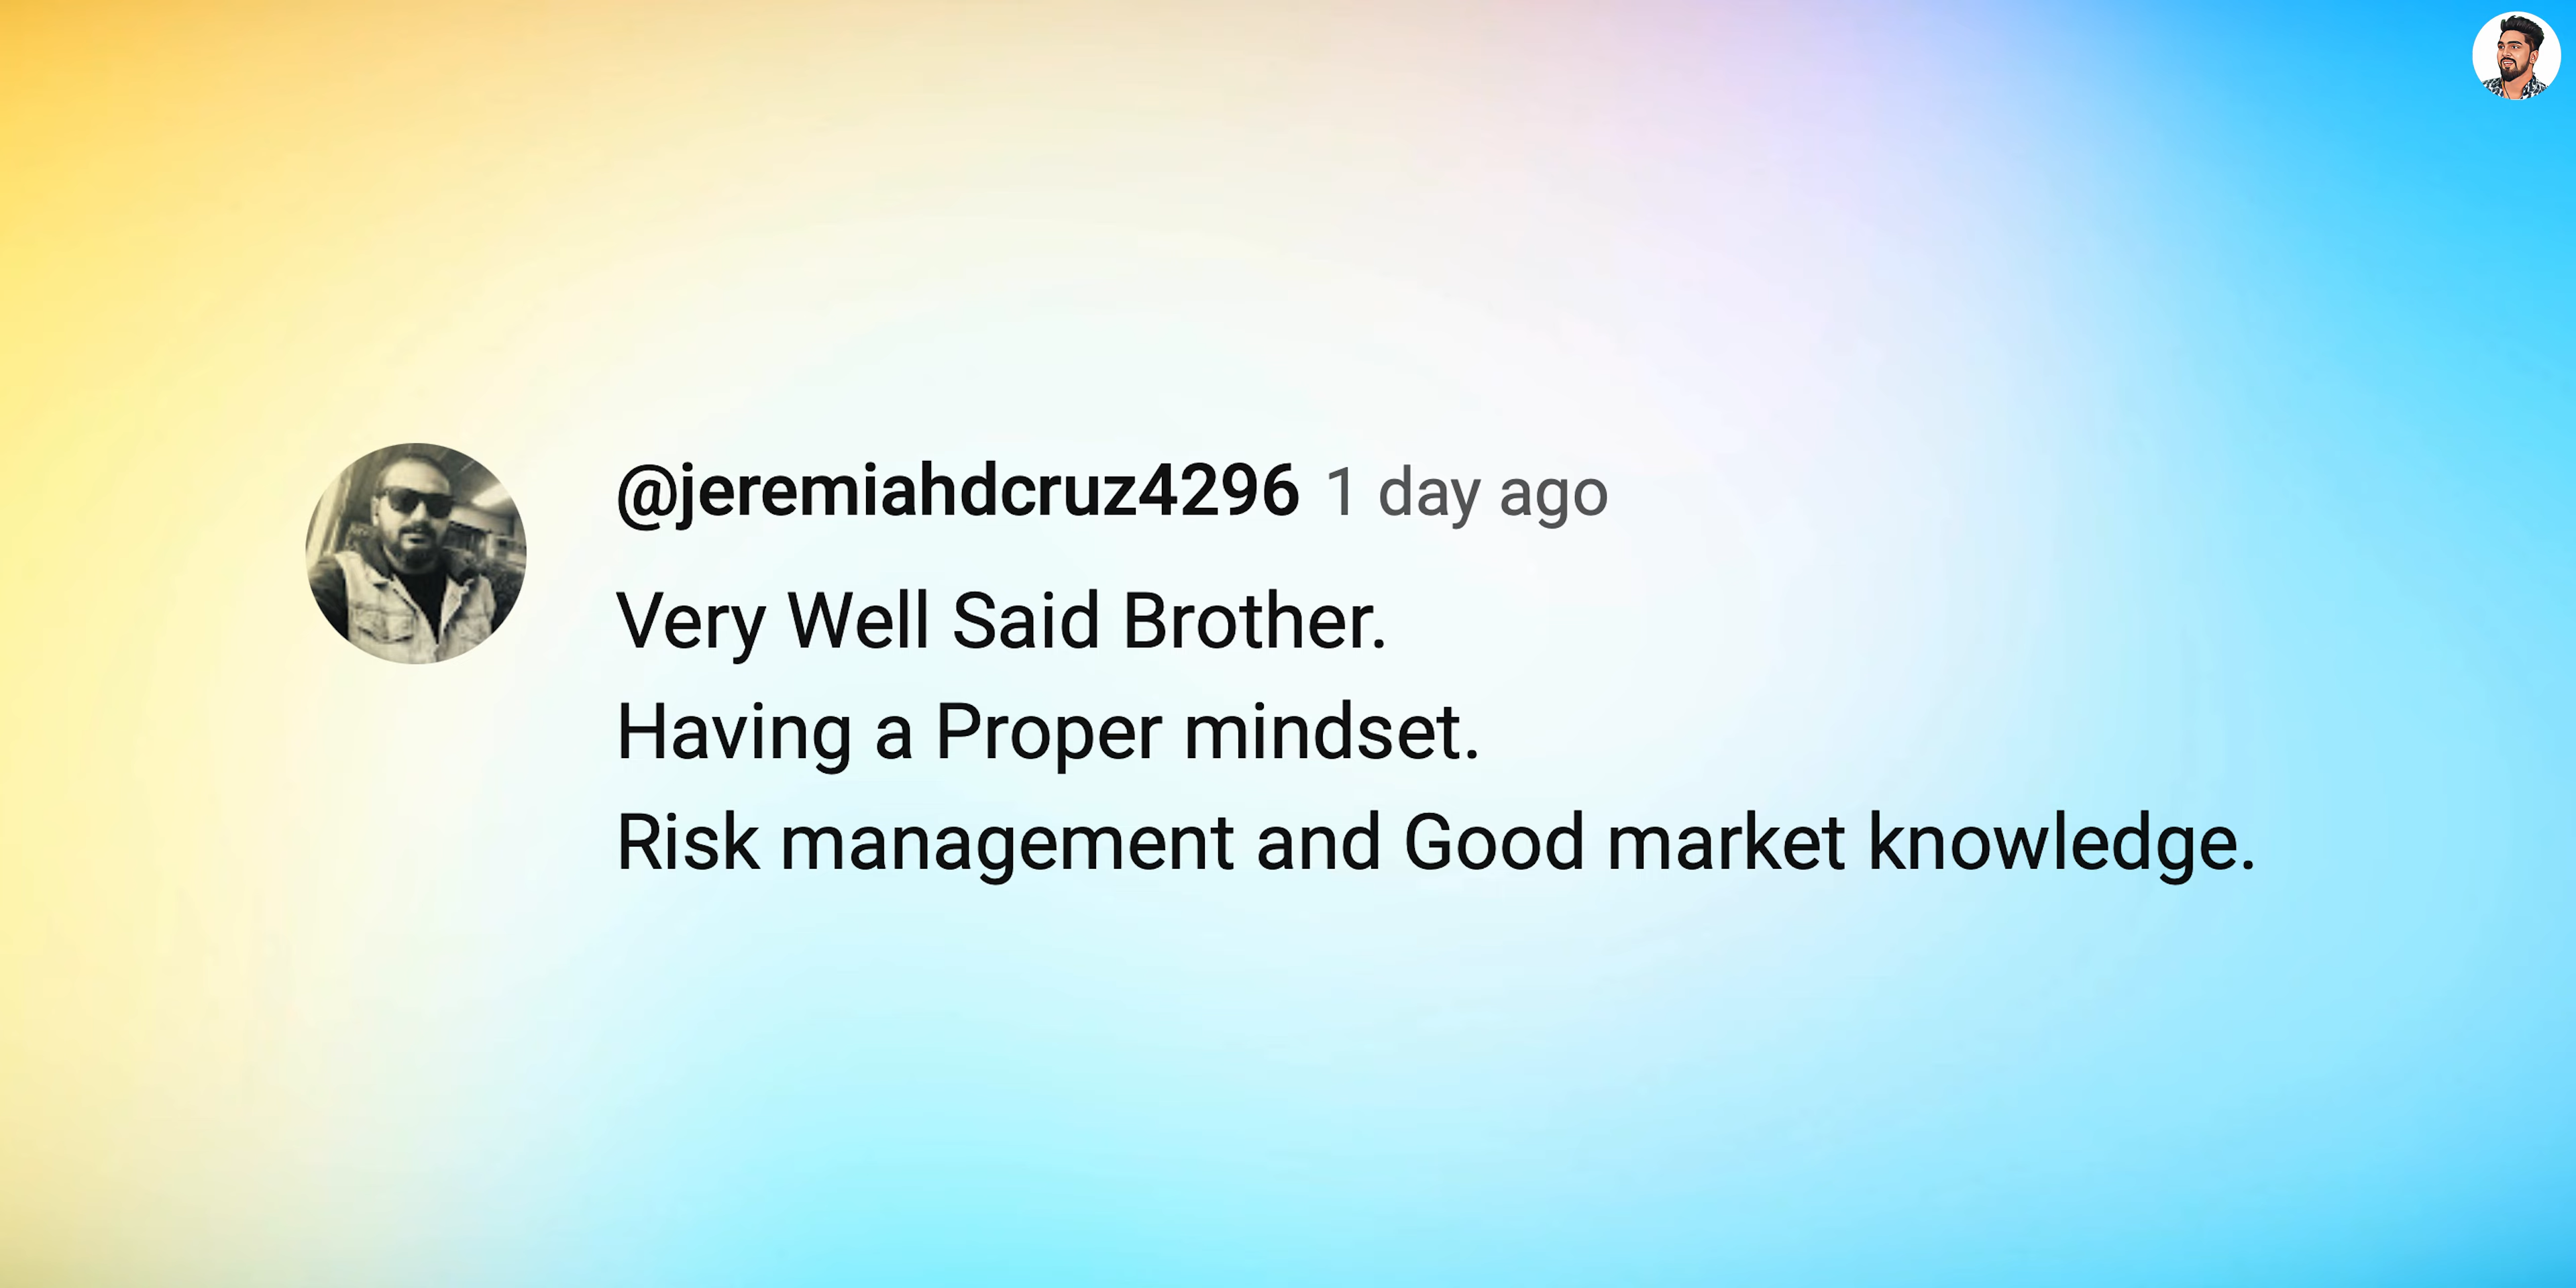 @jeremiahdcruz4296 1 day ago
Very Well Said Brother.
Having a Proper mindset.
Risk management and Good market knowledge.